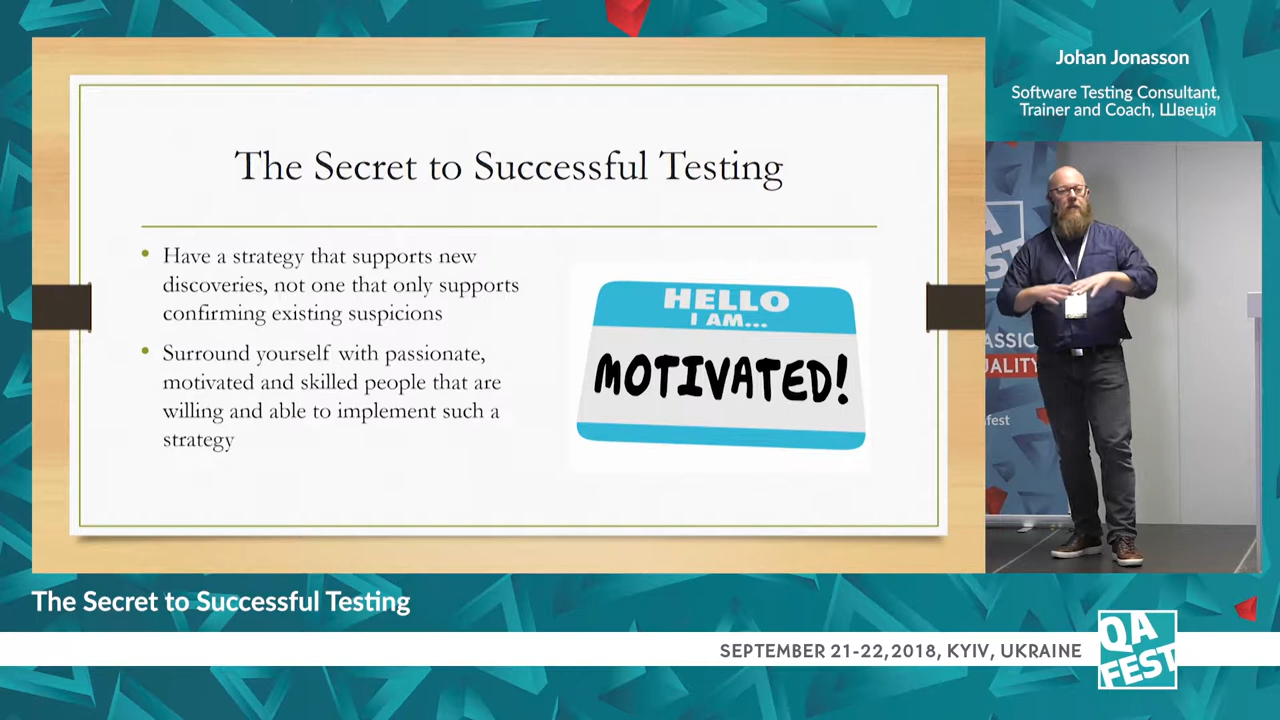 The Secret to Successful Testing
• Have a strategy that supports new
discoveries, not one that only supports
confirming existing suspicions
• Surround yourself with passionate,
motivated and skilled people that are
willing and able to implement such a
strategy
HELLO
I AM...
MOTIVATED!
Johan Jonasson
Software Testing Consultant,
Trainer and Coach, Швеція
The Secret to Successful Testing
SEPTEMBER 21-22,2018, KYIV, UKRAINE
QA
FEST